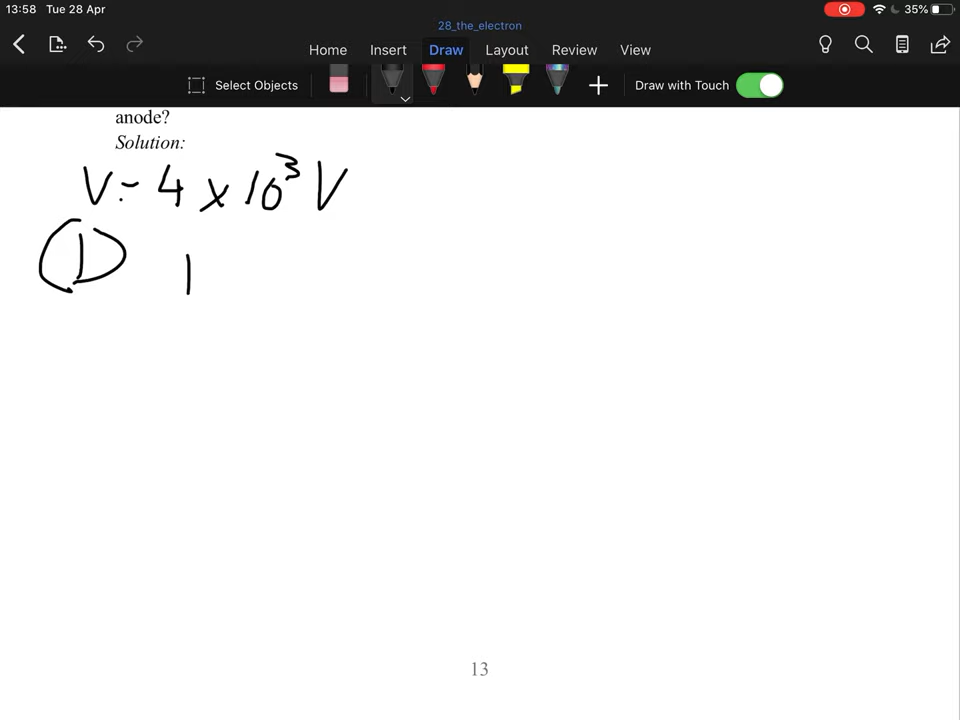 13:58 Tue 28 Apr 35%
28_the_electron
Home Insert Draw Layout Review View
Select Objects Draw with Touch
anode?
Solution:
V = 4 x 10³ V
(1) |
13